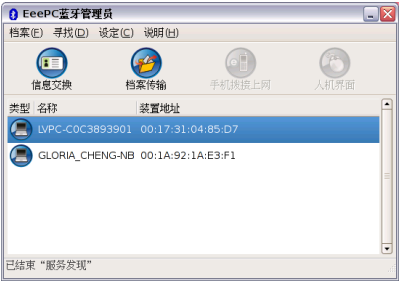 EeePC蓝牙管理员
档案(F) 寻找(D) 设定(C) 说明(H)
信息交换 档案传输 手机拨接上网 人机界面
类型 名称 装置地址
LVPC-C0C3893901 00:17:31:04:85:D7
GLORIA_CHENG-NB 00:1A:92:1A:E3:F1
已结束“服务发现”